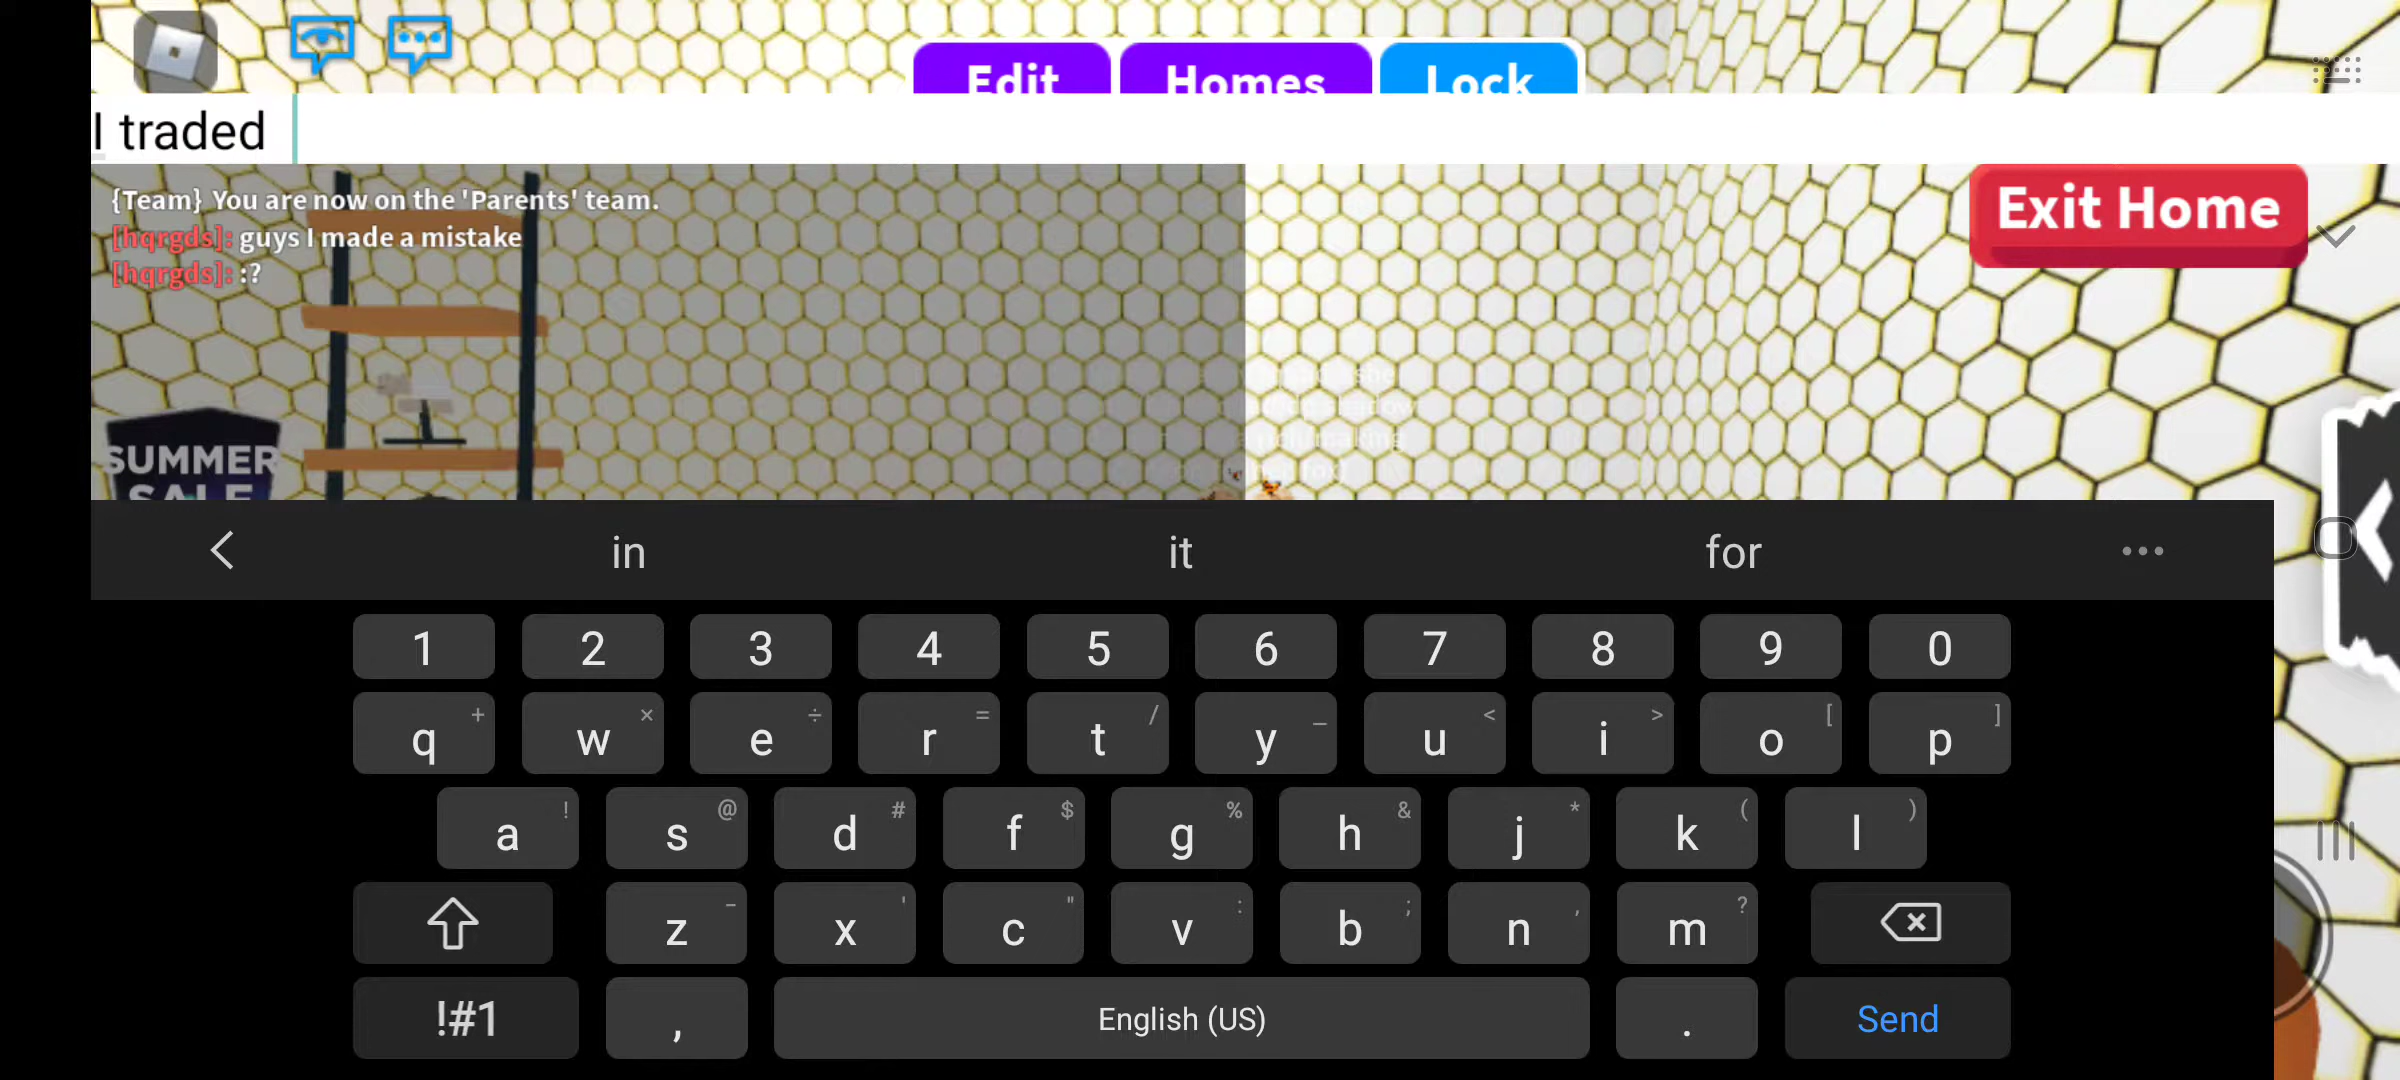 Edit Homes Lock
I traded
{Team} You are now on the 'Parents' team.
[hqrgds]: guys I made a mistake
[hqrgds]: :?
Exit Home
SUMMER
SALE
in it for
1 2 3 4 5 6 7 8 9 0
+ × ÷ = / _ < > [ ]
q w e r t y u i o p
! @ # $ % & * ( )
a s d f g h j k l
- ' " : ; , ?
z x c v b n m
!#1 , English (US) . Send